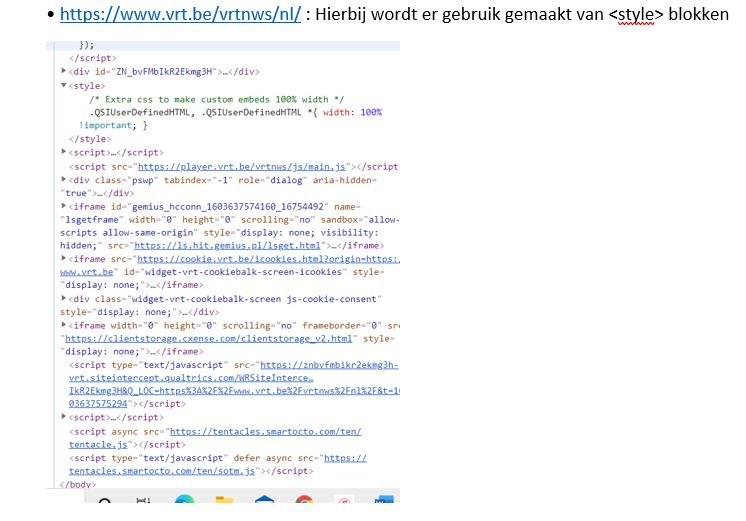 • https://www.vrt.be/vrtnws/nl/ : Hierbij wordt er gebruik gemaakt van <style> blokken
});
</script>
<div id="ZN_bvFMbIkR2Ekmg3H">…</div>
<style>
/* Extra css to make custom embeds 100% width */
.QSIUserDefinedHTML, .QSIUserDefinedHTML *{ width: 100%
!important; }
</style>
<script>…</script>
<script src="https://player.vrt.be/vrtnws/js/main.js"></script
<div class="pswp" tabindex="-1" role="dialog" aria-hidden=
"true">…</div>
<iframe id="gemius_hcconn_1603637574160_16754492" name=
"lsgetframe" width="0" height="0" scrolling="no" sandbox="allow-
scripts allow-same-origin" style="display: none; visibility:
hidden;" src="https://ls.hit.gemius.pl/lsget.html">…</iframe>
<iframe src="https://cookie.vrt.be/icookies.html?origin=https:
www.vrt.be" id="widget-vrt-cookiebalk-screen-icookies" style=
"display: none;">…</iframe>
<div class="widget-vrt-cookiebalk-screen js-cookie-consent"
style="display: none;">…</div>
<iframe width="0" height="0" scrolling="no" frameborder="0" src
"https://clientstorage.cxense.com/clientstorage_v2.html" style=
"display: none;">…</iframe>
<script type="text/javascript" src="https://znbvfmbikr2ekmg3h-
vrt.siteintercept.qualtrics.com/WRSiteInterce…
IkR2Ekmg3H&Q_LOC=https%3A%2F%2Fwww.vrt.be%2Fvrtnws%2Fnl%2F&t=16
03637575294"></script>
<script>…</script>
<script async src="https://tentacles.smartocto.com/ten/
tentacle.js"></script>
<script type="text/javascript" defer async src="https://
tentacles.smartocto.com/ten/sotm.js"></script>
</body>